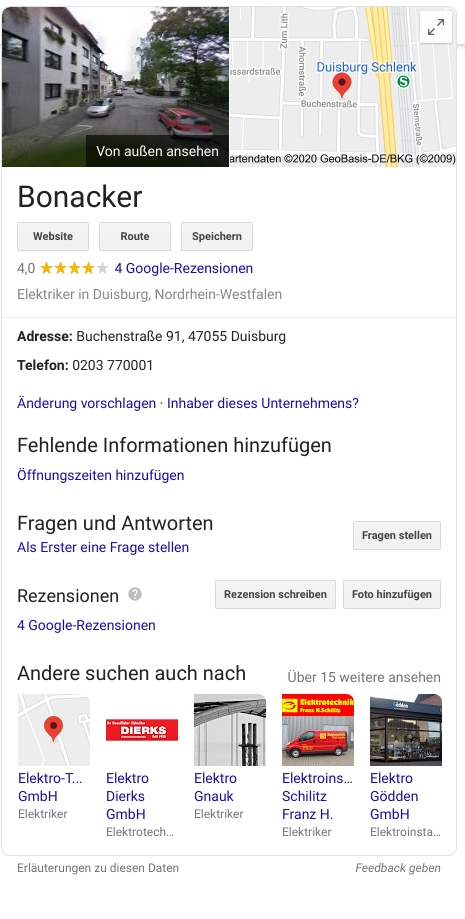 Zum Lith
ussardstraße
Ahornstraße
Duisburg Schlenk
S
Buchenstraße
Sternstraße
Von außen ansehen
artendaten ©2020 GeoBasis-DE/BKG (©2009)
Bonacker
Website Route Speichern
4,0 4 Google-Rezensionen
Elektriker in Duisburg, Nordrhein-Westfalen
Adresse: Buchenstraße 91, 47055 Duisburg
Telefon: 0203 770001
Änderung vorschlagen · Inhaber dieses Unternehmens?
Fehlende Informationen hinzufügen
Öffnungszeiten hinzufügen
Fragen und Antworten
Fragen stellen
Als Erster eine Frage stellen
Rezensionen ? Rezension schreiben Foto hinzufügen
4 Google-Rezensionen
Andere suchen auch nach Über 15 weitere ansehen
DIERKS
Elektrotechnik
Franz H.Schilitz
Gödden
Elektro-T...
GmbH
Elektriker
Elektro
Dierks
GmbH
Elektrotech...
Elektro
Gnauk
Elektriker
Elektroins...
Schilitz
Franz H.
Elektriker
Elektro
Gödden
GmbH
Elektroinsta...
Erläuterungen zu diesen Daten Feedback geben